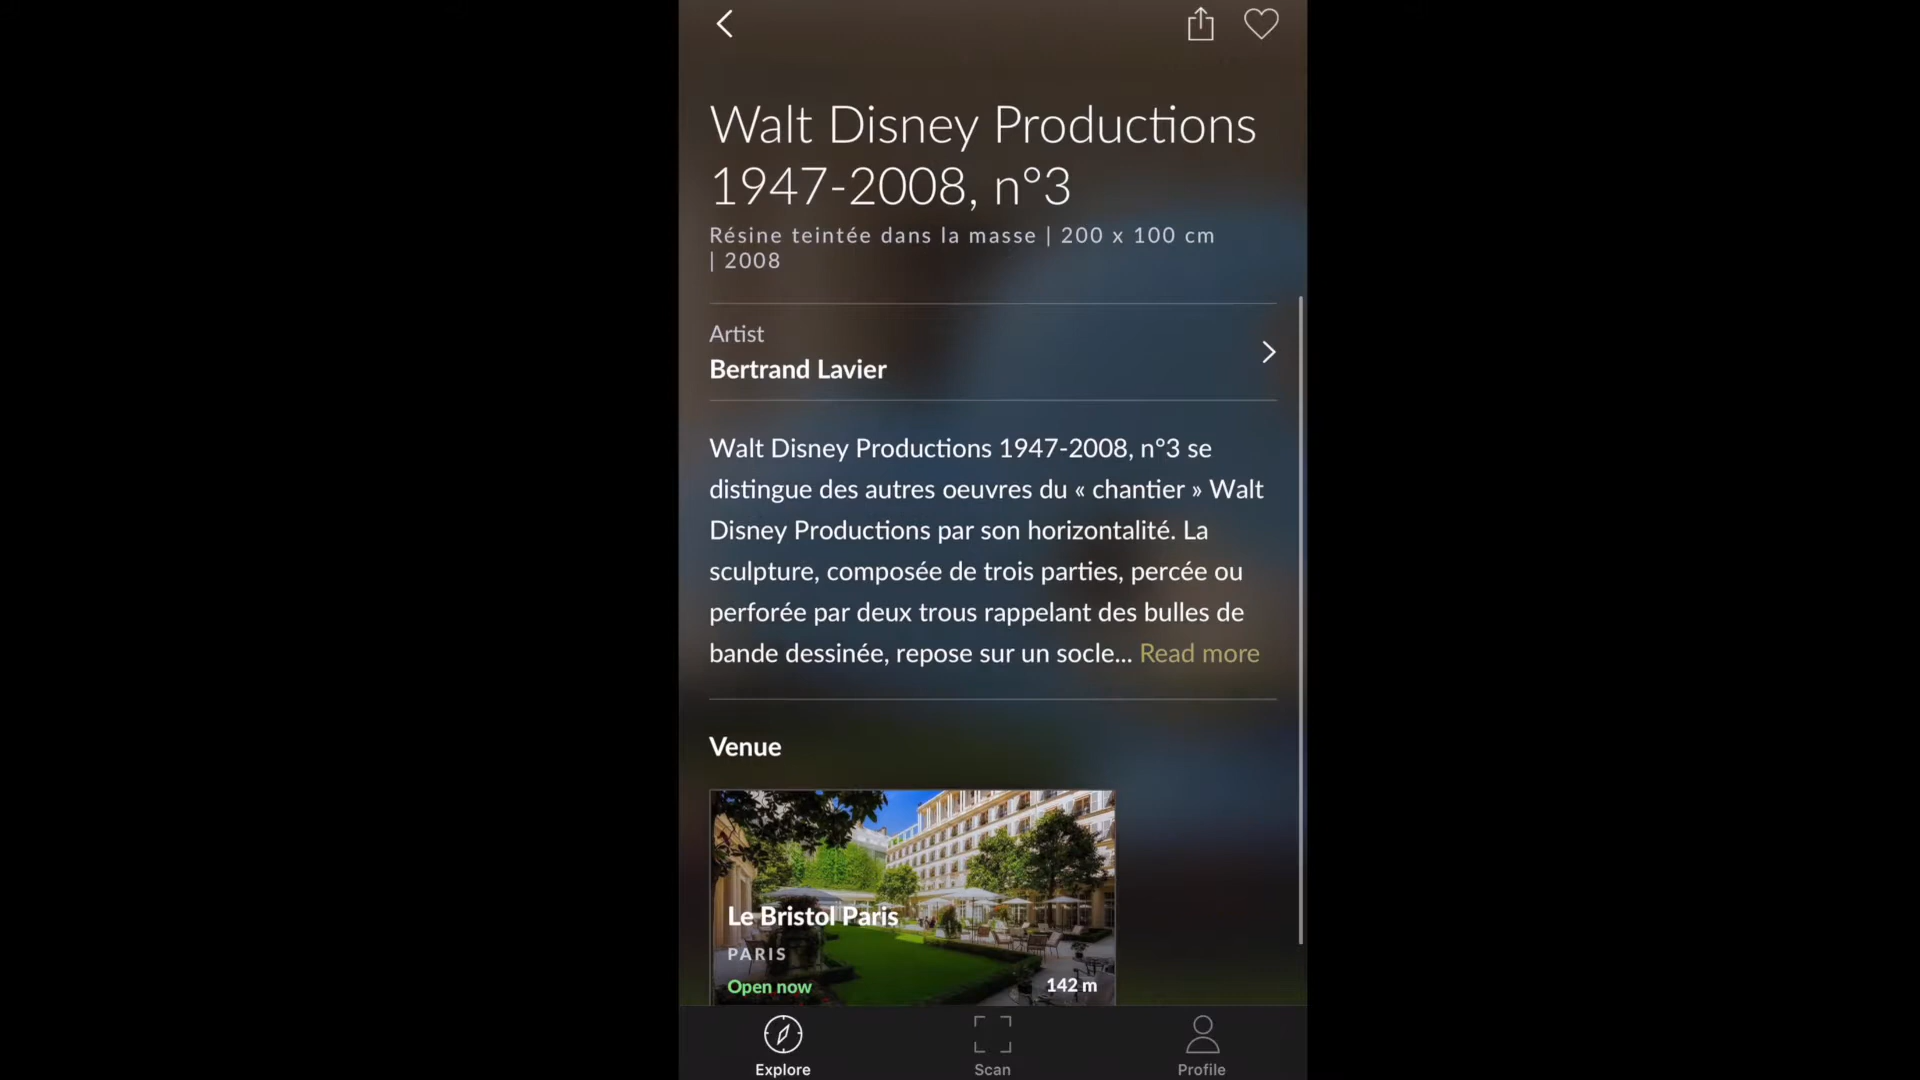 Walt Disney Productions
1947-2008, n°3
Résine teintée dans la masse | 200 x 100 cm
| 2008
Artist
Bertrand Lavier
Walt Disney Productions 1947-2008, n°3 se
distingue des autres oeuvres du « chantier » Walt
Disney Productions par son horizontalité. La
sculpture, composée de trois parties, percée ou
perforée par deux trous rappelant des bulles de
bande dessinée, repose sur un socle... Read more
Venue
Le Bristol Paris
PARIS
Open now
142 m
Explore
Scan
Profile